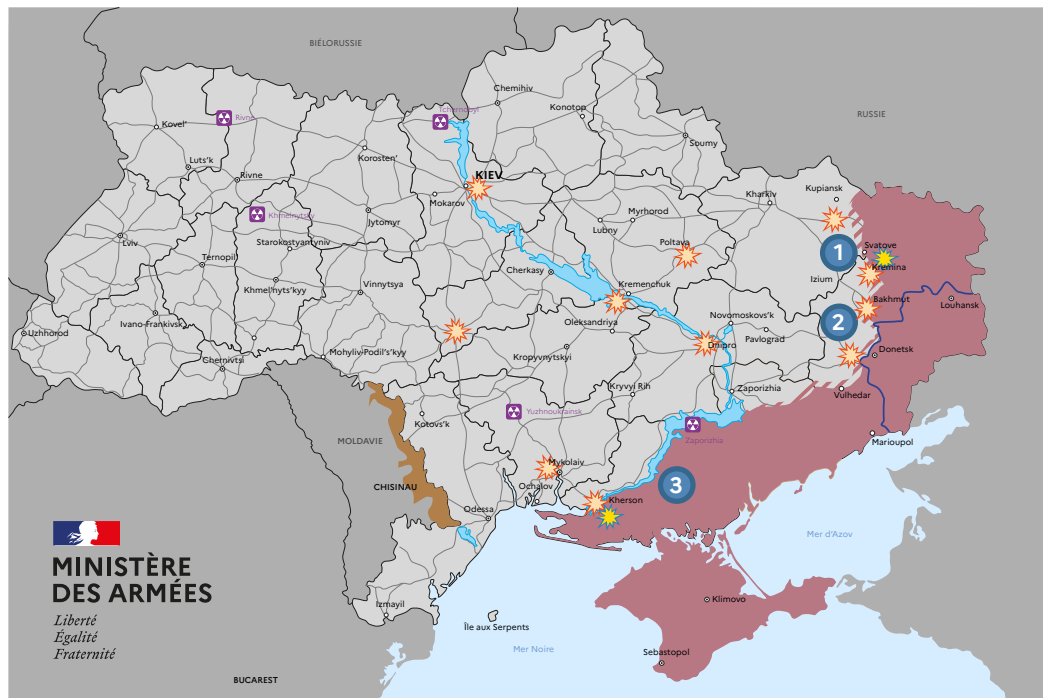 BIÉLORUSSIE
RUSSIE
Chemihiv
Konotop
Tchernobyl
Rivne
Kovel'
Soumy
Korosten'
Luts'k
Rivne
KIEV
Kharkiv
Kupiansk
Mokarov
Khmelnytsky
Jytomyr
Myrhorod
Lubny
Lviv
Starokostyantyniv
Poltava
1
Svatove
Ternopil
Kremina
Cherkasy
Izium
Khmel'nyts'kyy
Vinnytsya
Kremenchuk
Bakhmut
Louhansk
Ivano-Frankivsk
Novomoskovs'k
2
Oleksandriya
Uzhhorod
Pavlograd
Dnipro
Donetsk
Chernivtsi
Mohyliv-Podil's'kyy
Kropyvnytskyi
Kryvyi Rih
Zaporizhia
Vulhedar
Yuzhnoukrainsk
Kotovs'k
Zaporizhia
MOLDAVIE
Marioupol
Mykolaiv
CHISINAU
Ochakov
3
Kherson
Odessa
Mer d'Azov
MINISTÈRE
DES ARMÉES
Liberté
Égalité
Fraternité
Klimovo
Izmayil
Île aux Serpents
Mer Noire
Sebastopol
BUCAREST